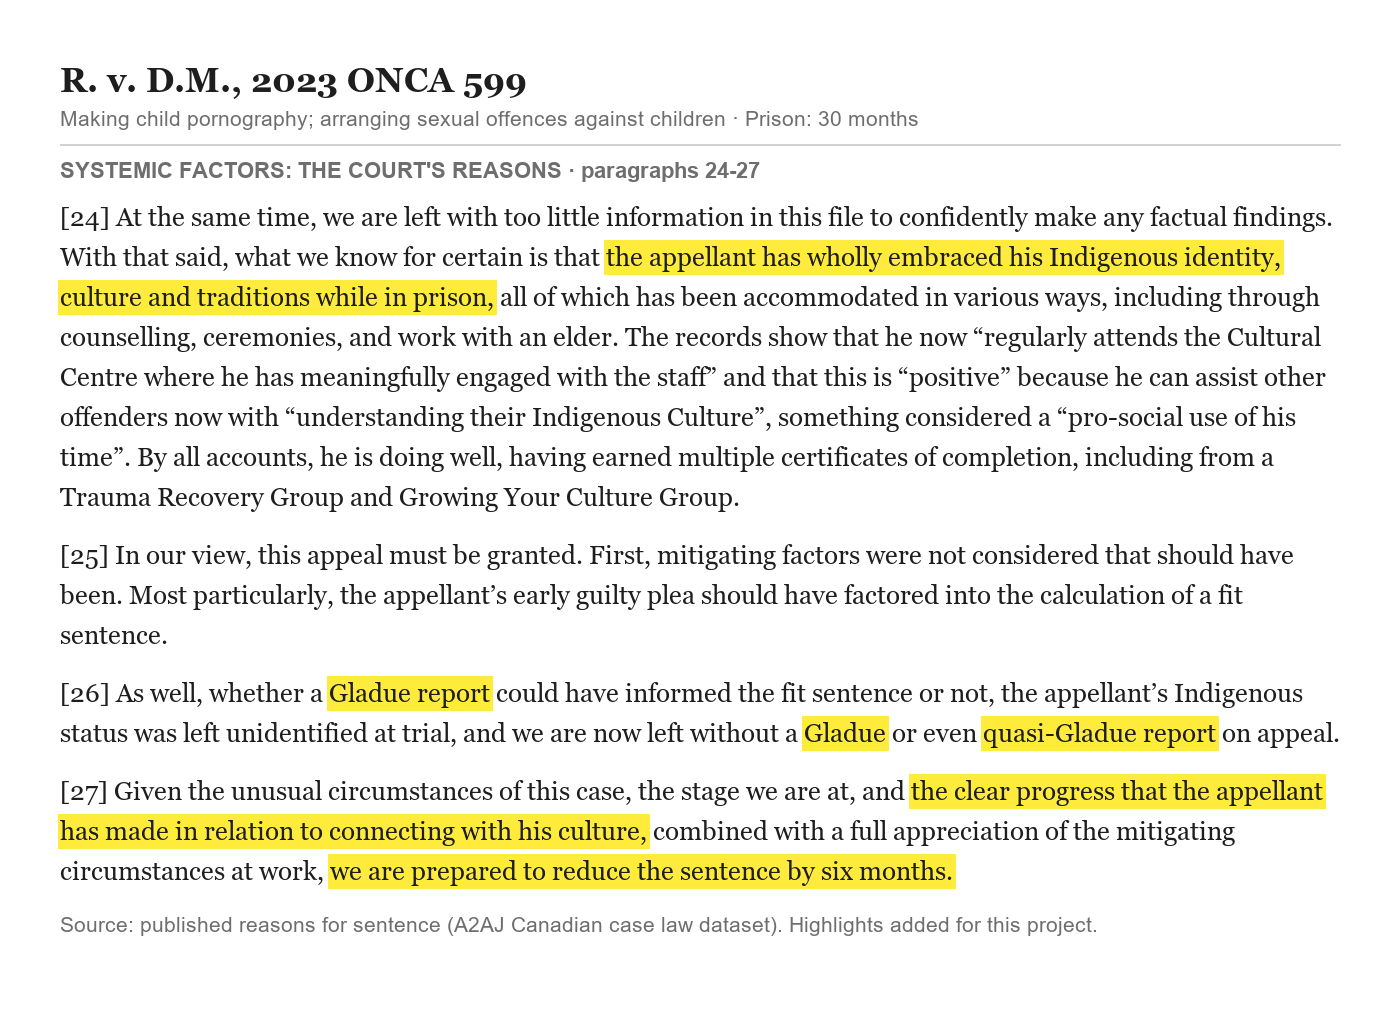 R. v. D.M., 2023 ONCA 599
Making child pornography; arranging sexual offences against children · Prison: 30 months
SYSTEMIC FACTORS: THE COURT'S REASONS · paragraphs 24-27
[24] At the same time, we are left with too little information in this file to confidently make any factual findings.
With that said, what we know for certain is that the appellant has wholly embraced his Indigenous identity,
culture and traditions while in prison, all of which has been accommodated in various ways, including through
counselling, ceremonies, and work with an elder. The records show that he now “regularly attends the Cultural
Centre where he has meaningfully engaged with the staff” and that this is “positive” because he can assist other
offenders now with “understanding their Indigenous Culture”, something considered a “pro-social use of his
time”. By all accounts, he is doing well, having earned multiple certificates of completion, including from a
Trauma Recovery Group and Growing Your Culture Group.
[25] In our view, this appeal must be granted. First, mitigating factors were not considered that should have
been. Most particularly, the appellant’s early guilty plea should have factored into the calculation of a fit
sentence.
[26] As well, whether a Gladue report could have informed the fit sentence or not, the appellant’s Indigenous
status was left unidentified at trial, and we are now left without a Gladue or even quasi-Gladue report on appeal.
[27] Given the unusual circumstances of this case, the stage we are at, and the clear progress that the appellant
has made in relation to connecting with his culture, combined with a full appreciation of the mitigating
circumstances at work, we are prepared to reduce the sentence by six months.
Source: published reasons for sentence (A2AJ Canadian case law dataset). Highlights added for this project.